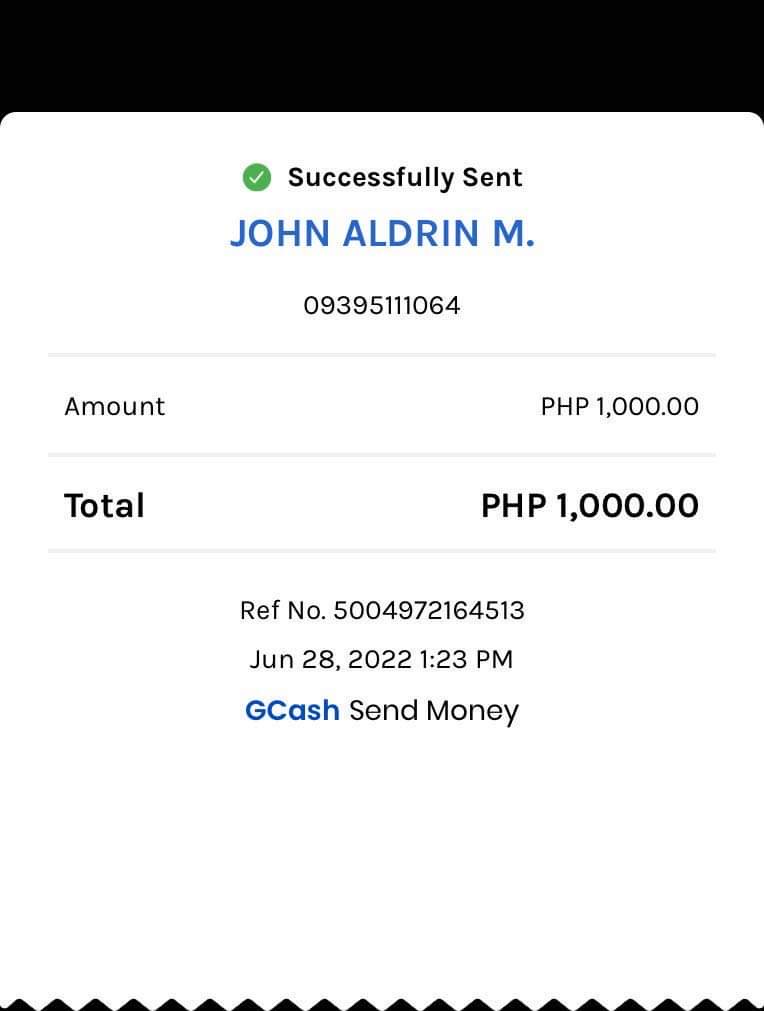 Successfully Sent
JOHN ALDRIN M.
09395111064
Amount PHP 1,000.00
Total PHP 1,000.00
Ref No. 5004972164513
Jun 28, 2022 1:23 PM
GCash Send Money